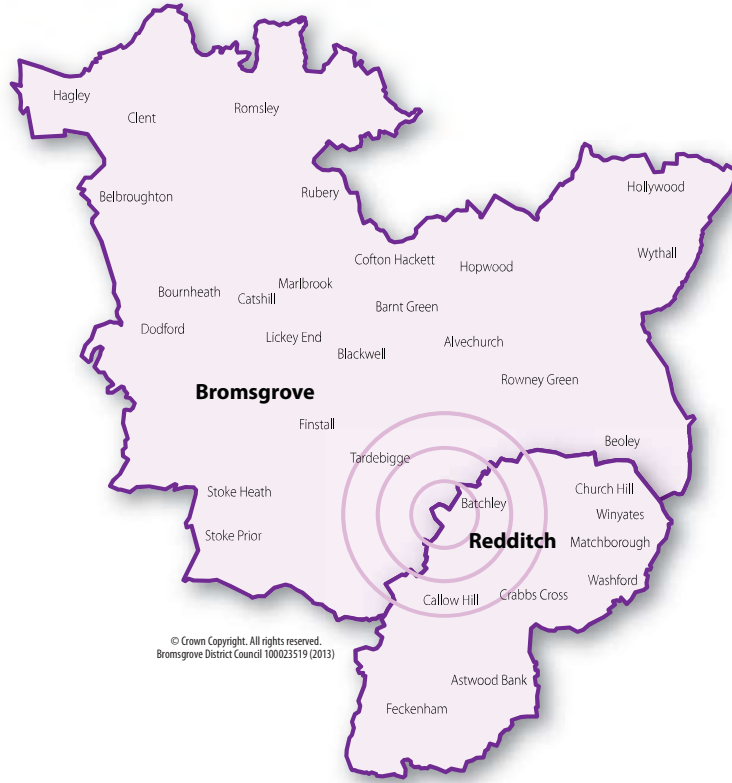 Hagley
Clent
Romsley
Belbroughton
Rubery
Hollywood
Wythall
Cofton Hackett
Hopwood
Marlbrook
Bournheath
Catshill
Barnt Green
Dodford
Lickey End
Alvechurch
Blackwell
Rowney Green
Bromsgrove
Finstall
Beoley
Tardebigge
Stoke Heath
Church Hill
Batchley
Winyates
Stoke Prior
Redditch
Matchborough
Washford
Callow Hill
Crabbs Cross
© Crown Copyright. All rights reserved.
Bromsgrove District Council 100023519 (2013)
Astwood Bank
Feckenham